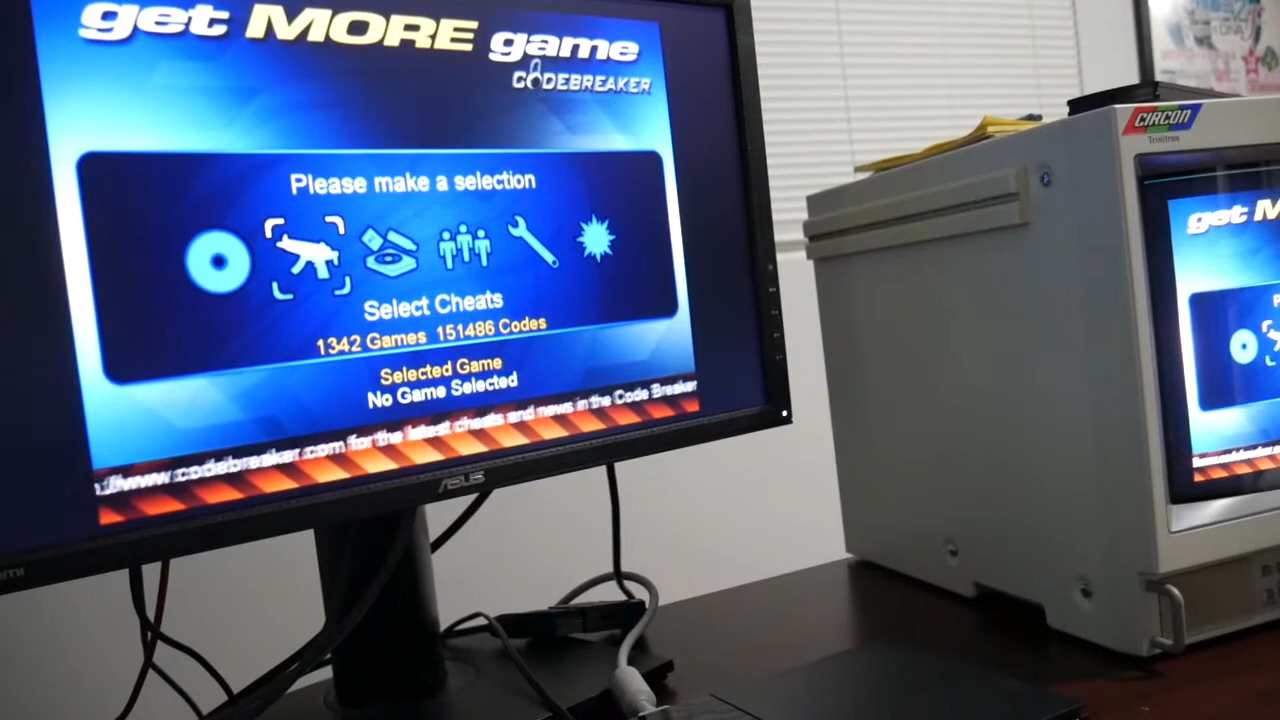 get MORE game
CODEBREAKER
Please make a selection
Select Cheats
1342 Games 151486 Codes
Selected Game
No Game Selected
www.codebreaker.com for the latest cheats and news in the Code Breaker
ASUS
CIRCON
Trinitron
get M